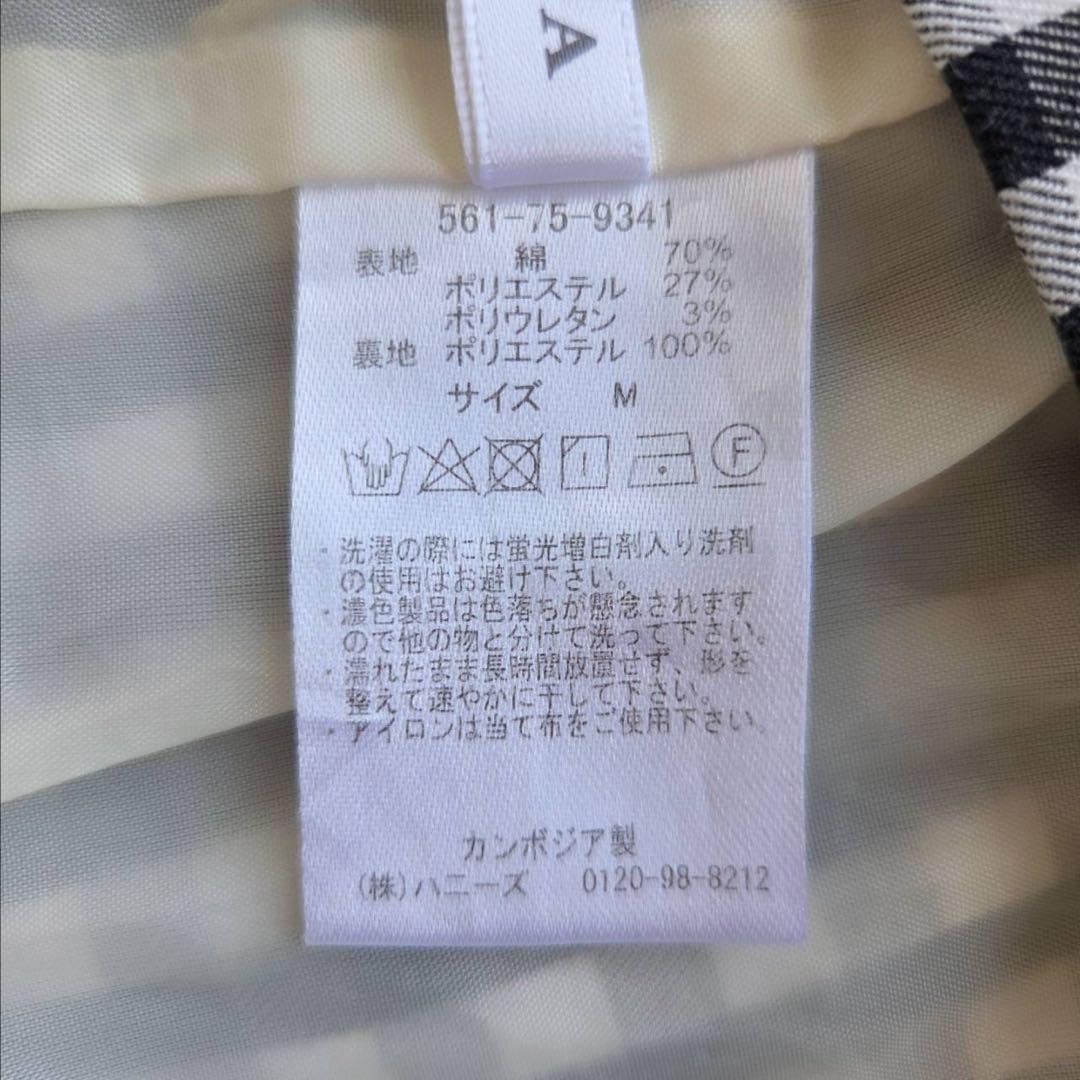 A
561-75-9341
表地 綿 70%
ポリエステル 27%
ポリウレタン 3%
裏地 ポリエステル 100%
サイズ M
F
・洗濯の際には蛍光増白剤入り洗剤
の使用はお避け下さい。
・濃色製品は色落ちが懸念されます
ので他の物と分けて洗って下さい。
・濡れたまま長時間放置せず、形を
整えて速やかに干して下さい。
・アイロンは当て布をご使用下さい。
カンボジア製
(株)ハニーズ 0120-98-8212